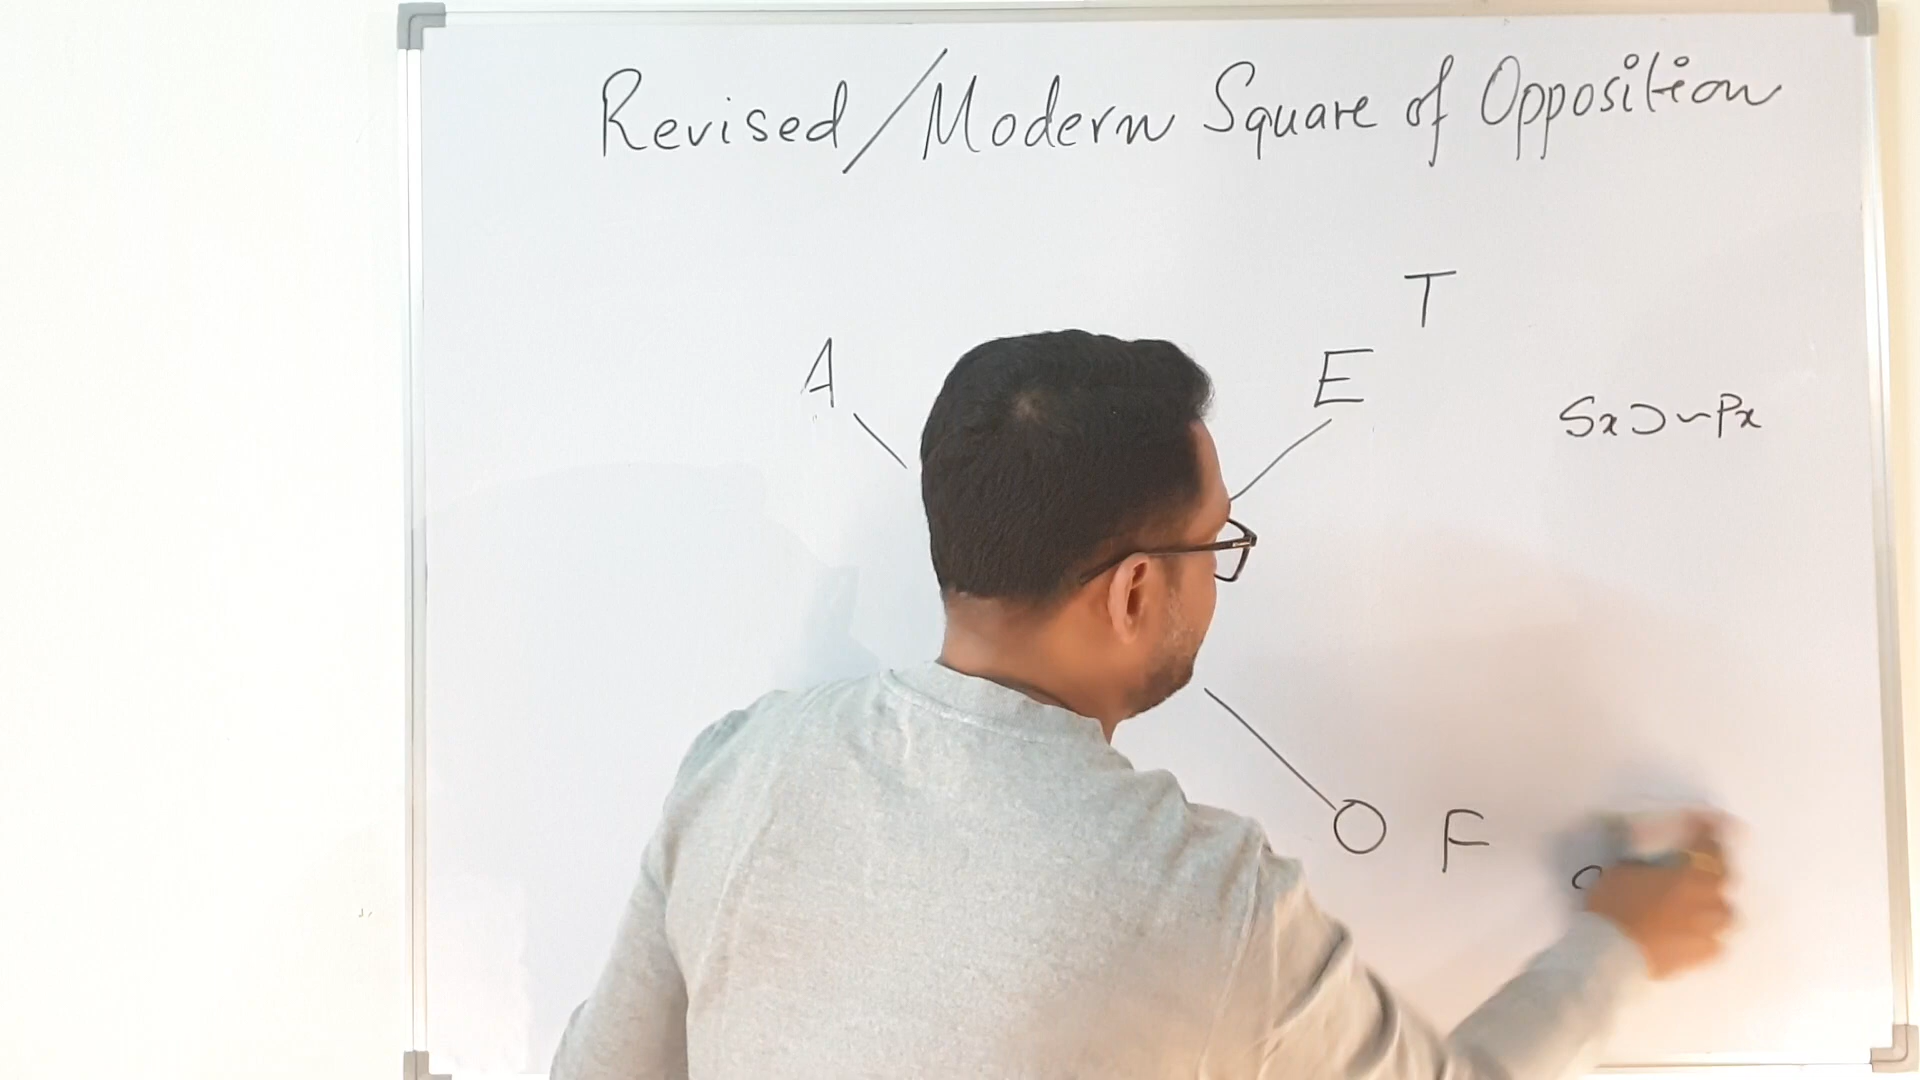 Revised/Modern Square of Opposition
T
A E
Sx⊃~Px
O F